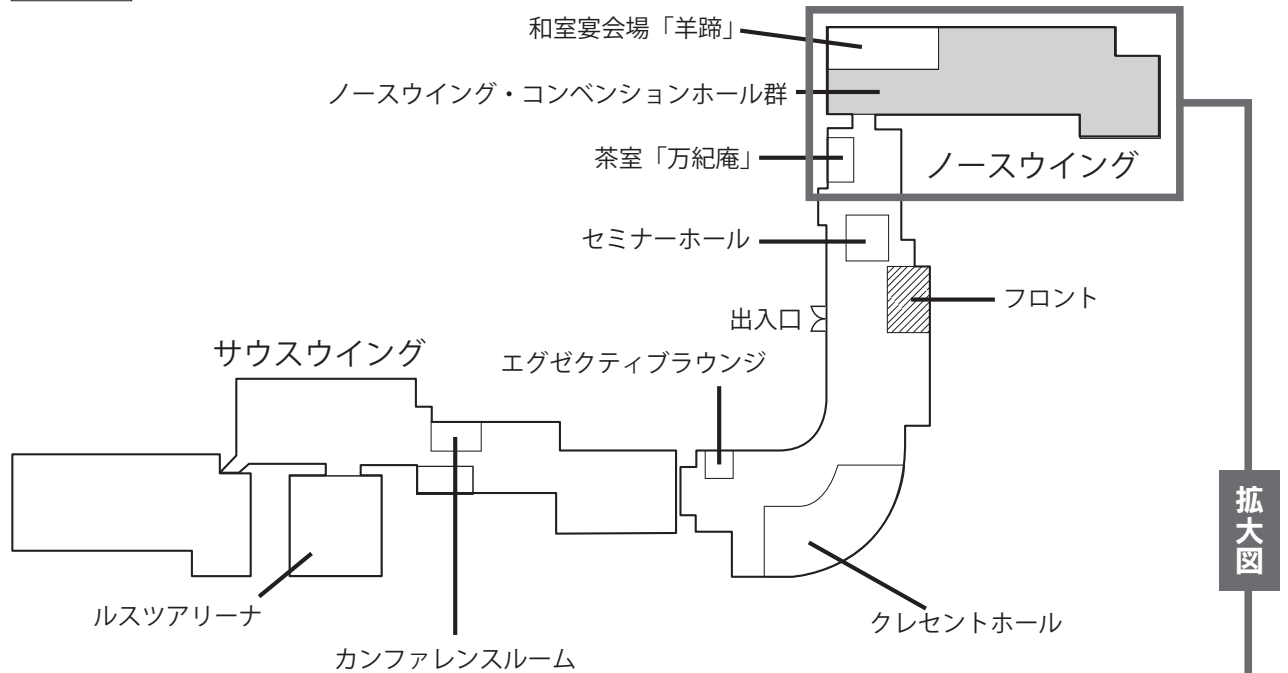 和室宴会場「羊蹄」
ノースウイング・コンベンションホール群
茶室「万紀庵」
ノースウイング
セミナーホール
フロント
出入口
サウスウイング
エグゼクティブラウンジ
拡大図
ルスツアリーナ
クレセントホール
カンファレンスルーム